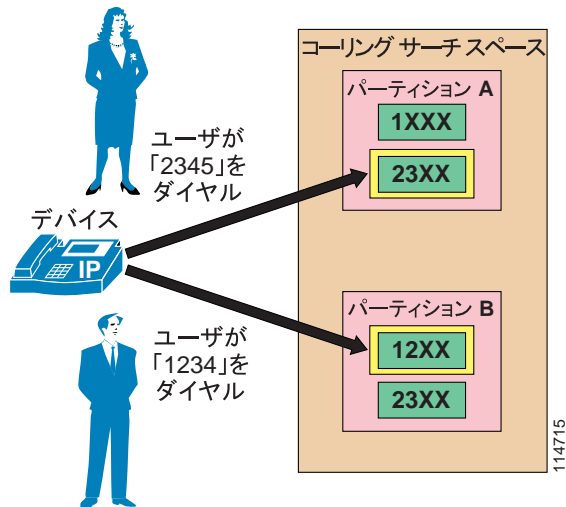 コーリング サーチ スペース
パーティション A
1XXX
23XX
ユーザが
「2345」を
ダイヤル
デバイス
IP
ユーザが
「1234」を
ダイヤル
パーティション B
12XX
23XX
114715